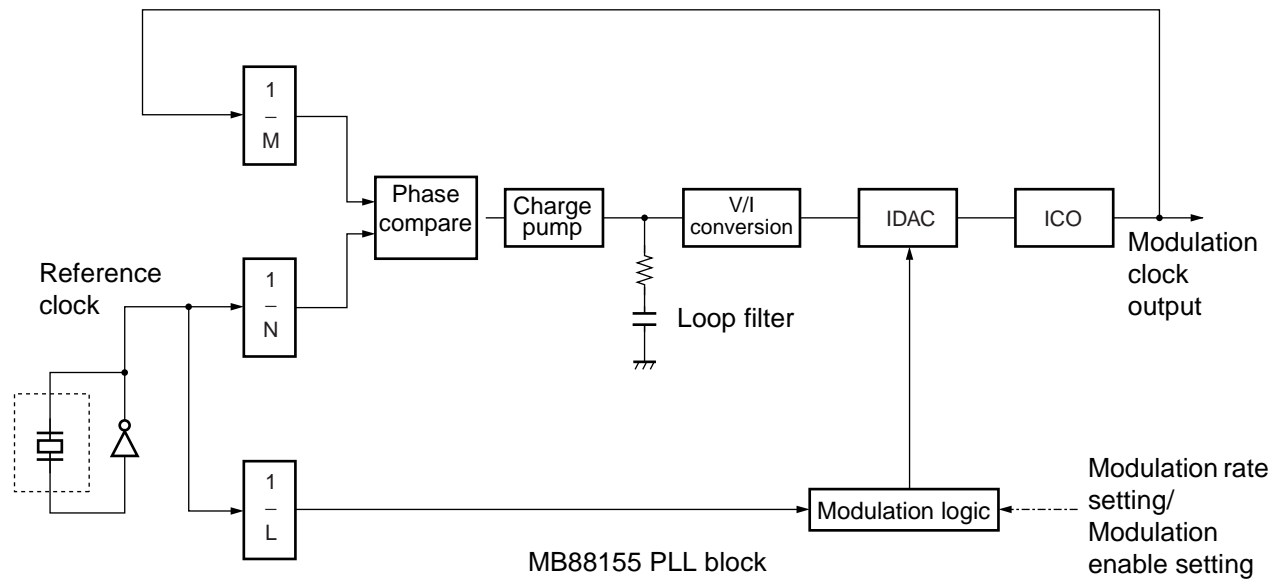 1
–
M
Phase
compare
Charge
pump
V/I
conversion
IDAC
ICO
Modulation
clock
output
Reference
clock
1
–
N
Loop filter
1
–
L
Modulation logic
Modulation rate
setting/
Modulation
enable setting
MB88155 PLL block